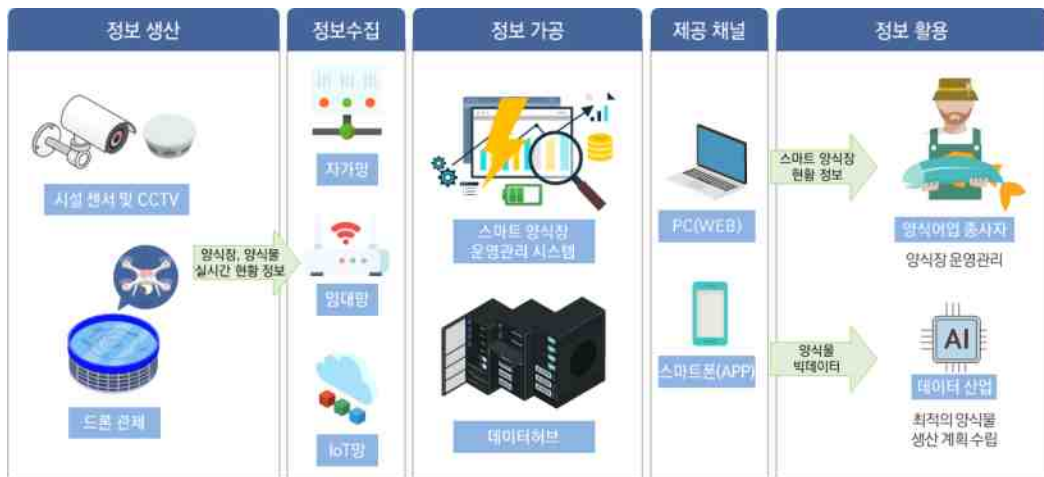 정보 생산
시설 센서 및 CCTV
드론 관제
양식장, 양식물
실시간 현황 정보
정보수집
자가망
임대망
IoT망
정보 가공
스마트 양식장
운영관리 시스템
데이터허브
제공 채널
PC(WEB)
스마트폰(APP)
스마트 양식장
현황 정보
양식물
빅데이터
정보 활용
양식어업 종사자
양식장 운영관리
AI
데이터 산업
최적의 양식물
생산 계획 수립